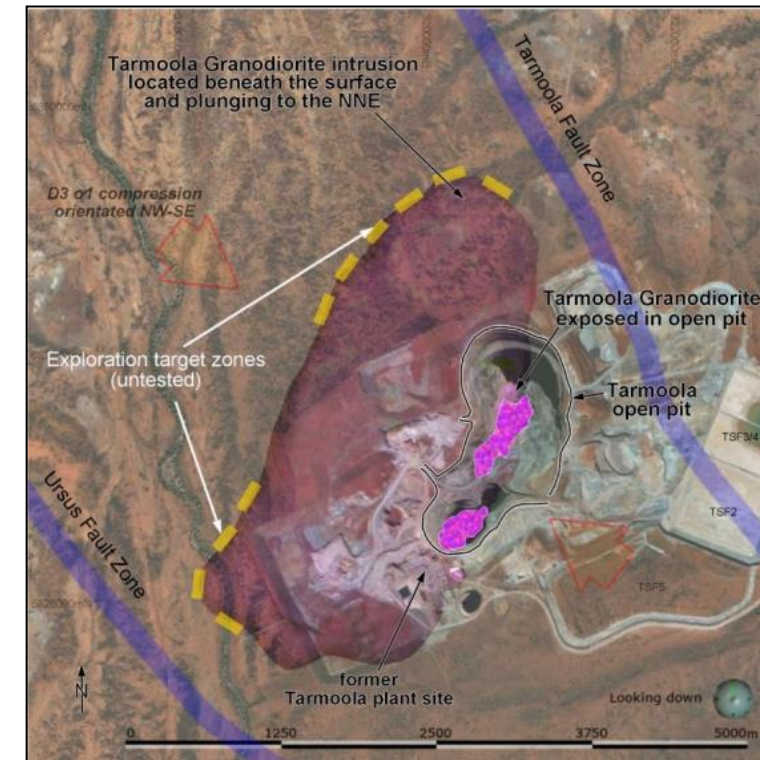 Tarmoola Granodiorite intrusion
located beneath the surface
and plunging to the NNE
Tarmoola Fault Zone
D3 σ1 compression
orientated NW-SE
Tarmoola Granodiorite
exposed in open pit
Exploration target zones
(untested)
Tarmoola
open pit
TSF3/4
TSF2
Ursus Fault Zone
TSF5
former
Tarmoola plant site
N
Looking down
0 1250 2500 3750 5000m